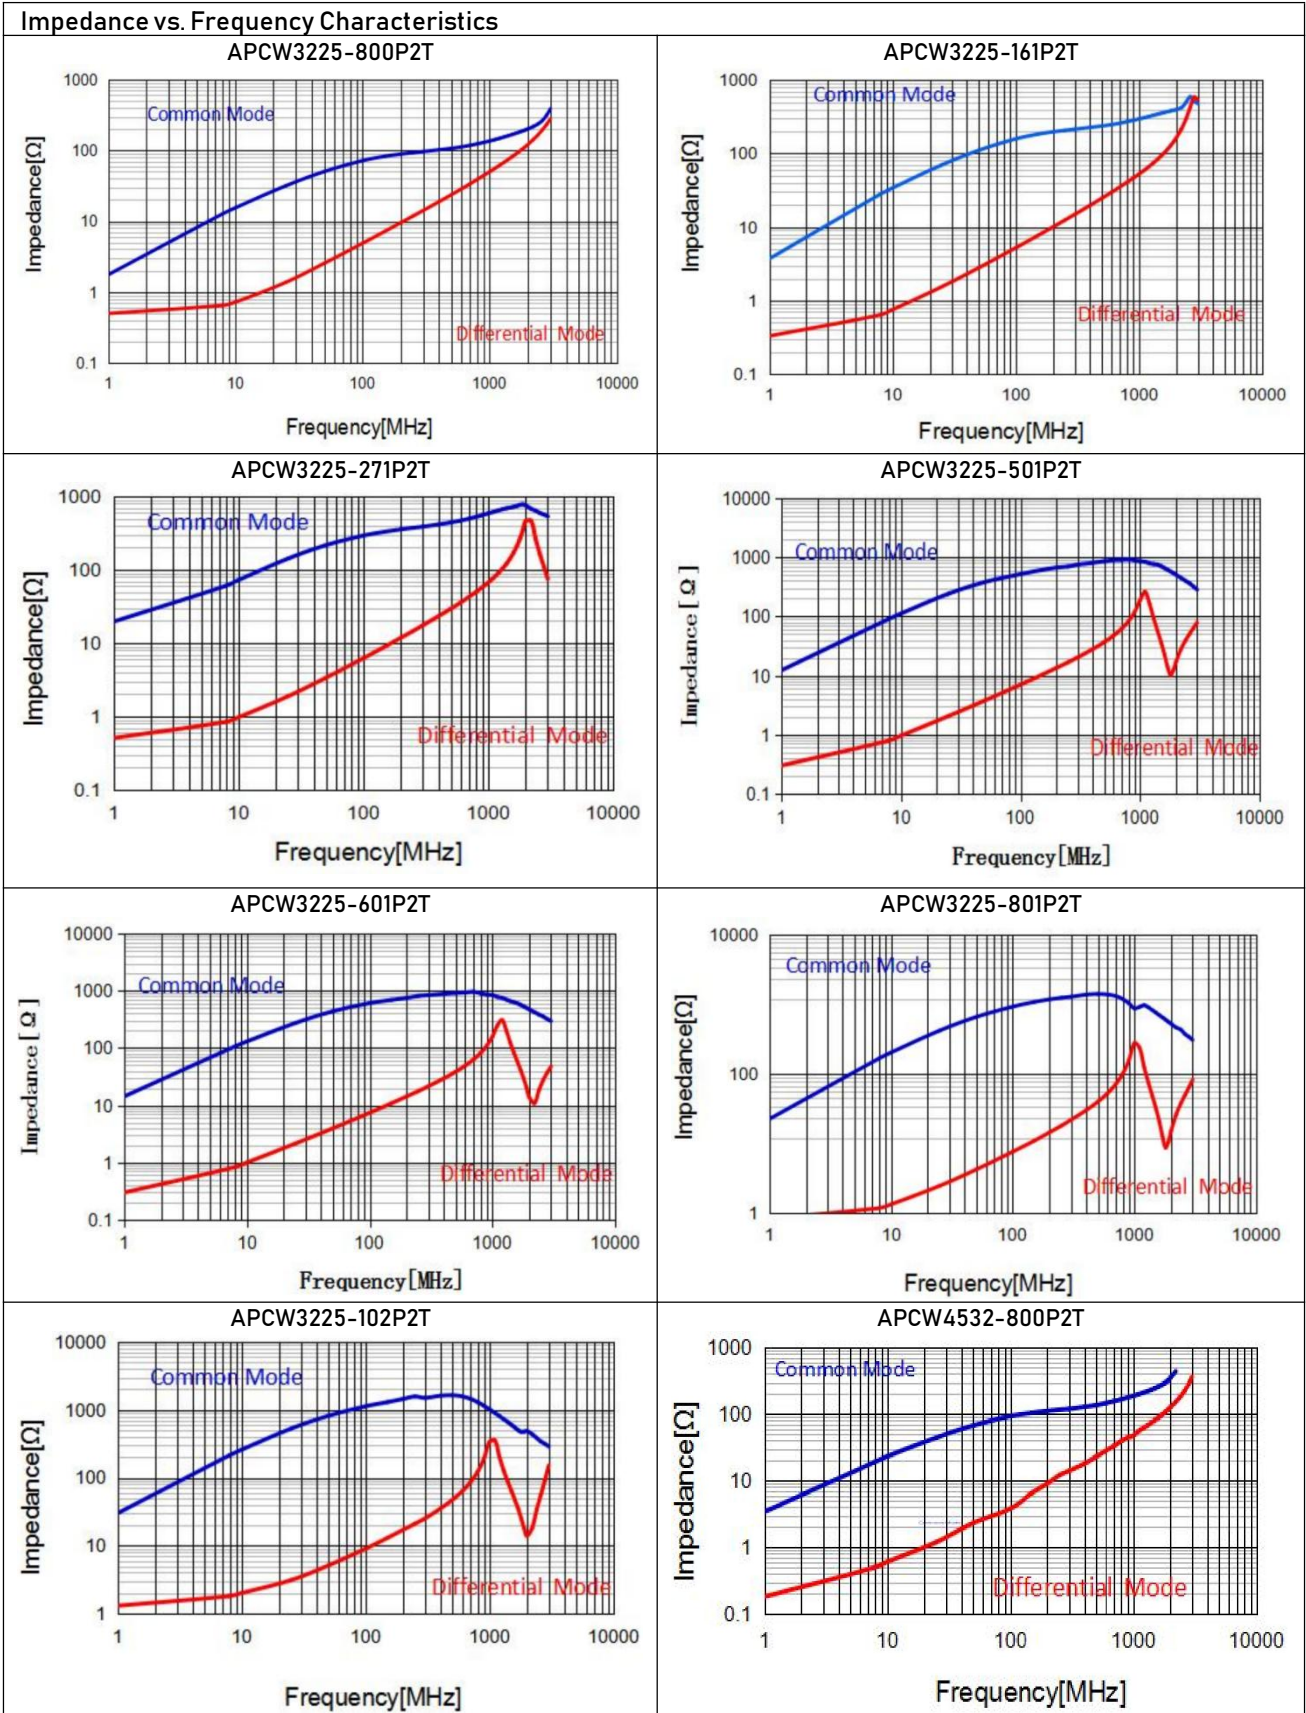 Impedance vs. Frequency Characteristics
APCW3225-800P2T
1000
100
10
1
0.1
Impedance[Ω]
Common Mode
Differential Mode
1 10 100 1000 10000
Frequency[MHz]
APCW3225-161P2T
1000
100
10
1
0.1
Impedance[Ω]
Common Mode
Differential Mode
1 10 100 1000 10000
Frequency[MHz]
APCW3225-271P2T
1000
100
10
1
0.1
Impedance[Ω]
Common Mode
Differential Mode
1 10 100 1000 10000
Frequency[MHz]
APCW3225-501P2T
10000
1000
100
10
1
0.1
Impedance [ Ω ]
Common Mode
Differential Mode
1 10 100 1000 10000
Frequency[MHz]
APCW3225-601P2T
10000
1000
100
10
1
0.1
Impedance [ Ω ]
Common Mode
Differential Mode
1 10 100 1000 10000
Frequency[MHz]
APCW3225-801P2T
10000
100
1
Impedance[Ω]
Common Mode
Differential Mode
1 10 100 1000 10000
Frequency[MHz]
APCW3225-102P2T
10000
1000
100
10
1
Impedance[Ω]
Common Mode
Differential Mode
1 10 100 1000 10000
Frequency[MHz]
APCW4532-800P2T
1000
100
10
1
0.1
Impedance[Ω]
Common Mode
Differential Mode
1 10 100 1000 10000
Frequency[MHz]